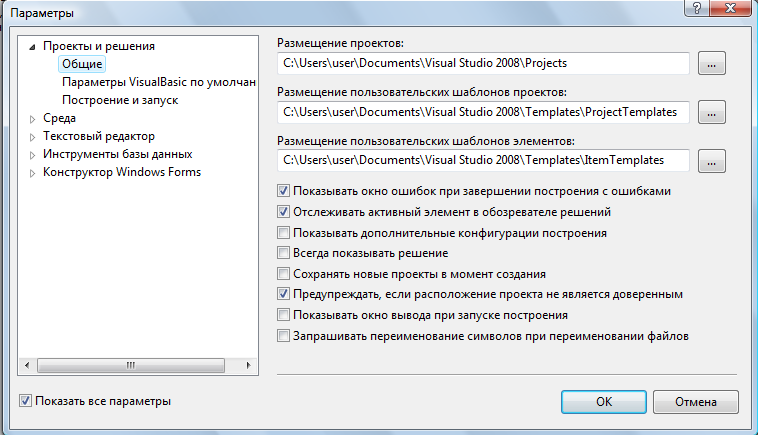 Параметры
Проекты и решения
Общие
Параметры VisualBasic по умолчан
Построение и запуск
Среда
Текстовый редактор
Инструменты базы данных
Конструктор Windows Forms
Размещение проектов:
C:\Users\user\Documents\Visual Studio 2008\Projects
...
Размещение пользовательских шаблонов проектов:
C:\Users\user\Documents\Visual Studio 2008\Templates\ProjectTemplates
...
Размещение пользовательских шаблонов элементов:
C:\Users\user\Documents\Visual Studio 2008\Templates\ItemTemplates
...
Показывать окно ошибок при завершении построения с ошибками
Отслеживать активный элемент в обозревателе решений
Показывать дополнительные конфигурации построения
Всегда показывать решение
Сохранять новые проекты в момент создания
Предупреждать, если расположение проекта не является доверенным
Показывать окно вывода при запуске построения
Запрашивать переименование символов при переименовании файлов
Показать все параметры
OK
Отмена